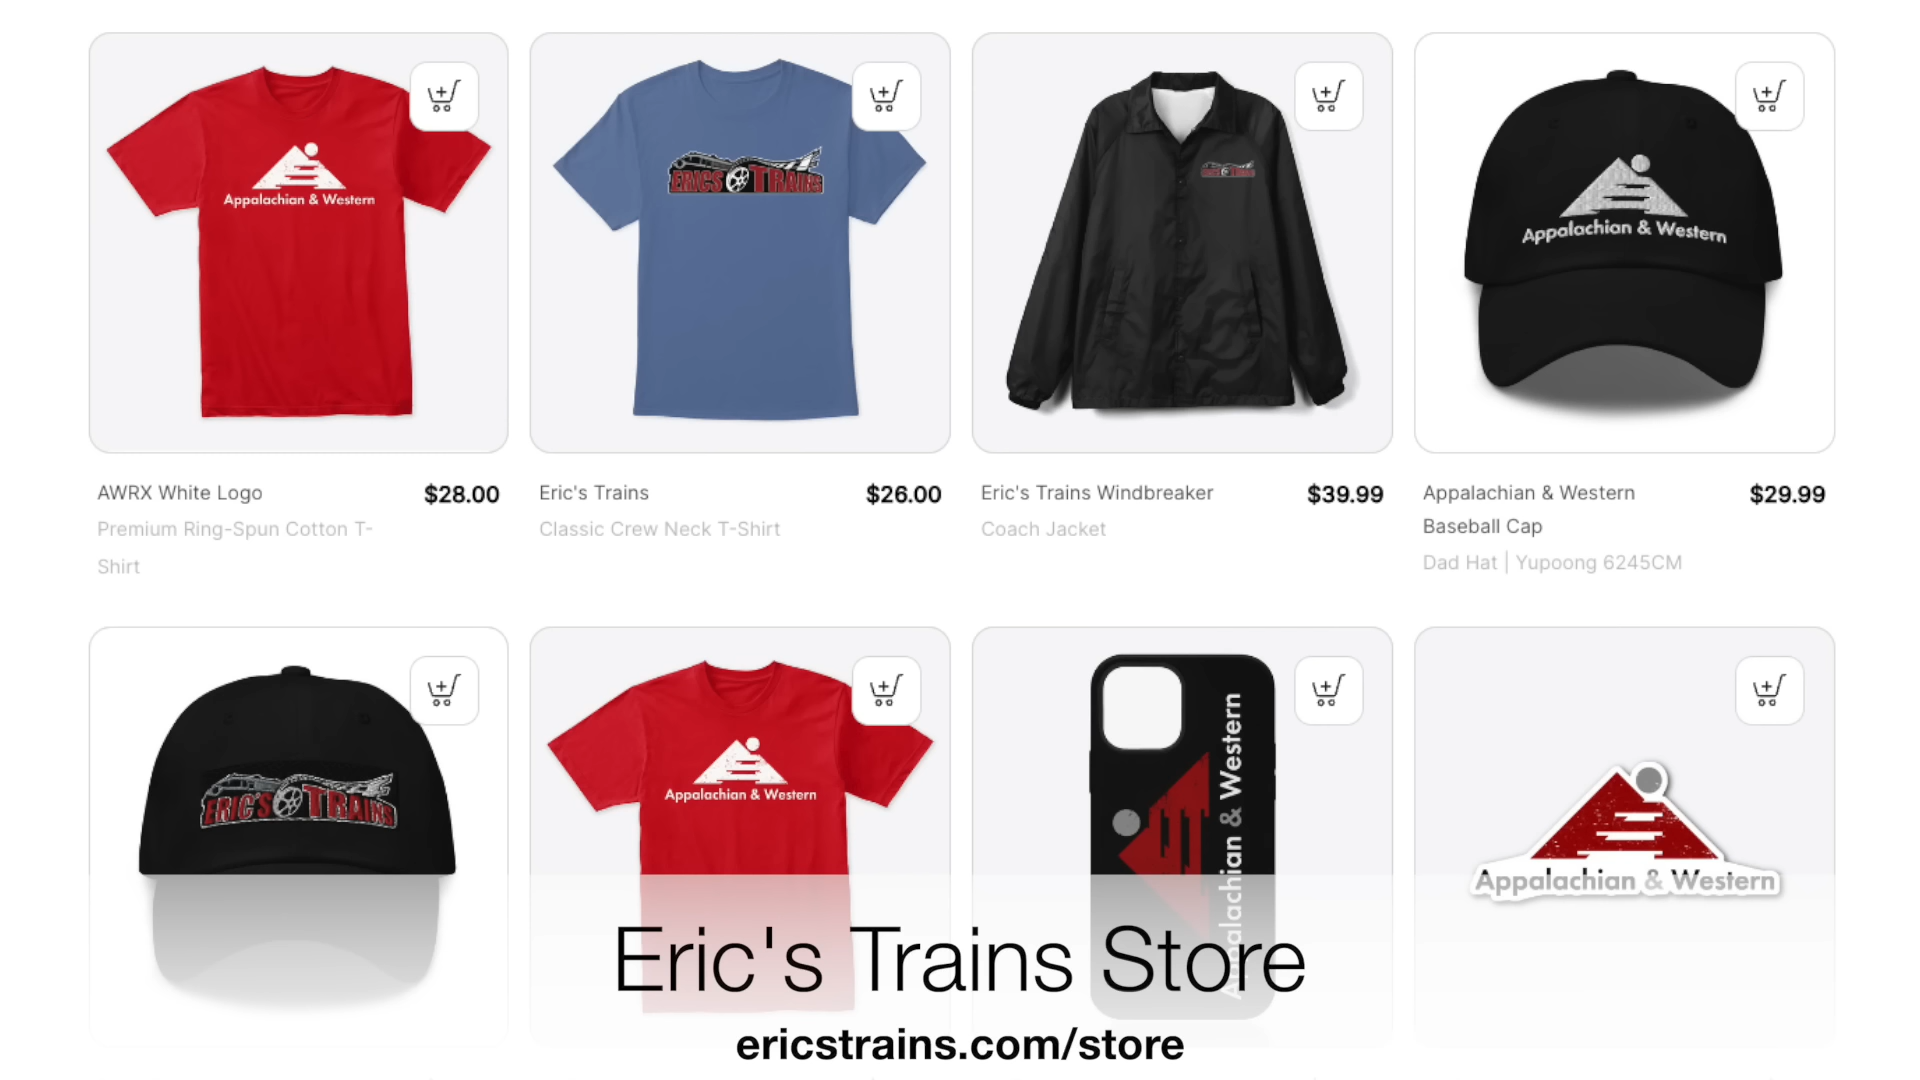 Appalachian & Western
ERIC'S TRAINS
ERIC'S TRAINS
Appalachian & Western
AWRX White Logo
$28.00
Premium Ring-Spun Cotton T-
Shirt
Eric's Trains
$26.00
Classic Crew Neck T-Shirt
Eric's Trains Windbreaker
$39.99
Coach Jacket
Appalachian & Western
$29.99
Baseball Cap
Dad Hat | Yupoong 6245CM
ERIC'S TRAINS
Appalachian & Western
Appalachian & Western
Appalachian & Western
Eric's Trains Store
ericstrains.com/store